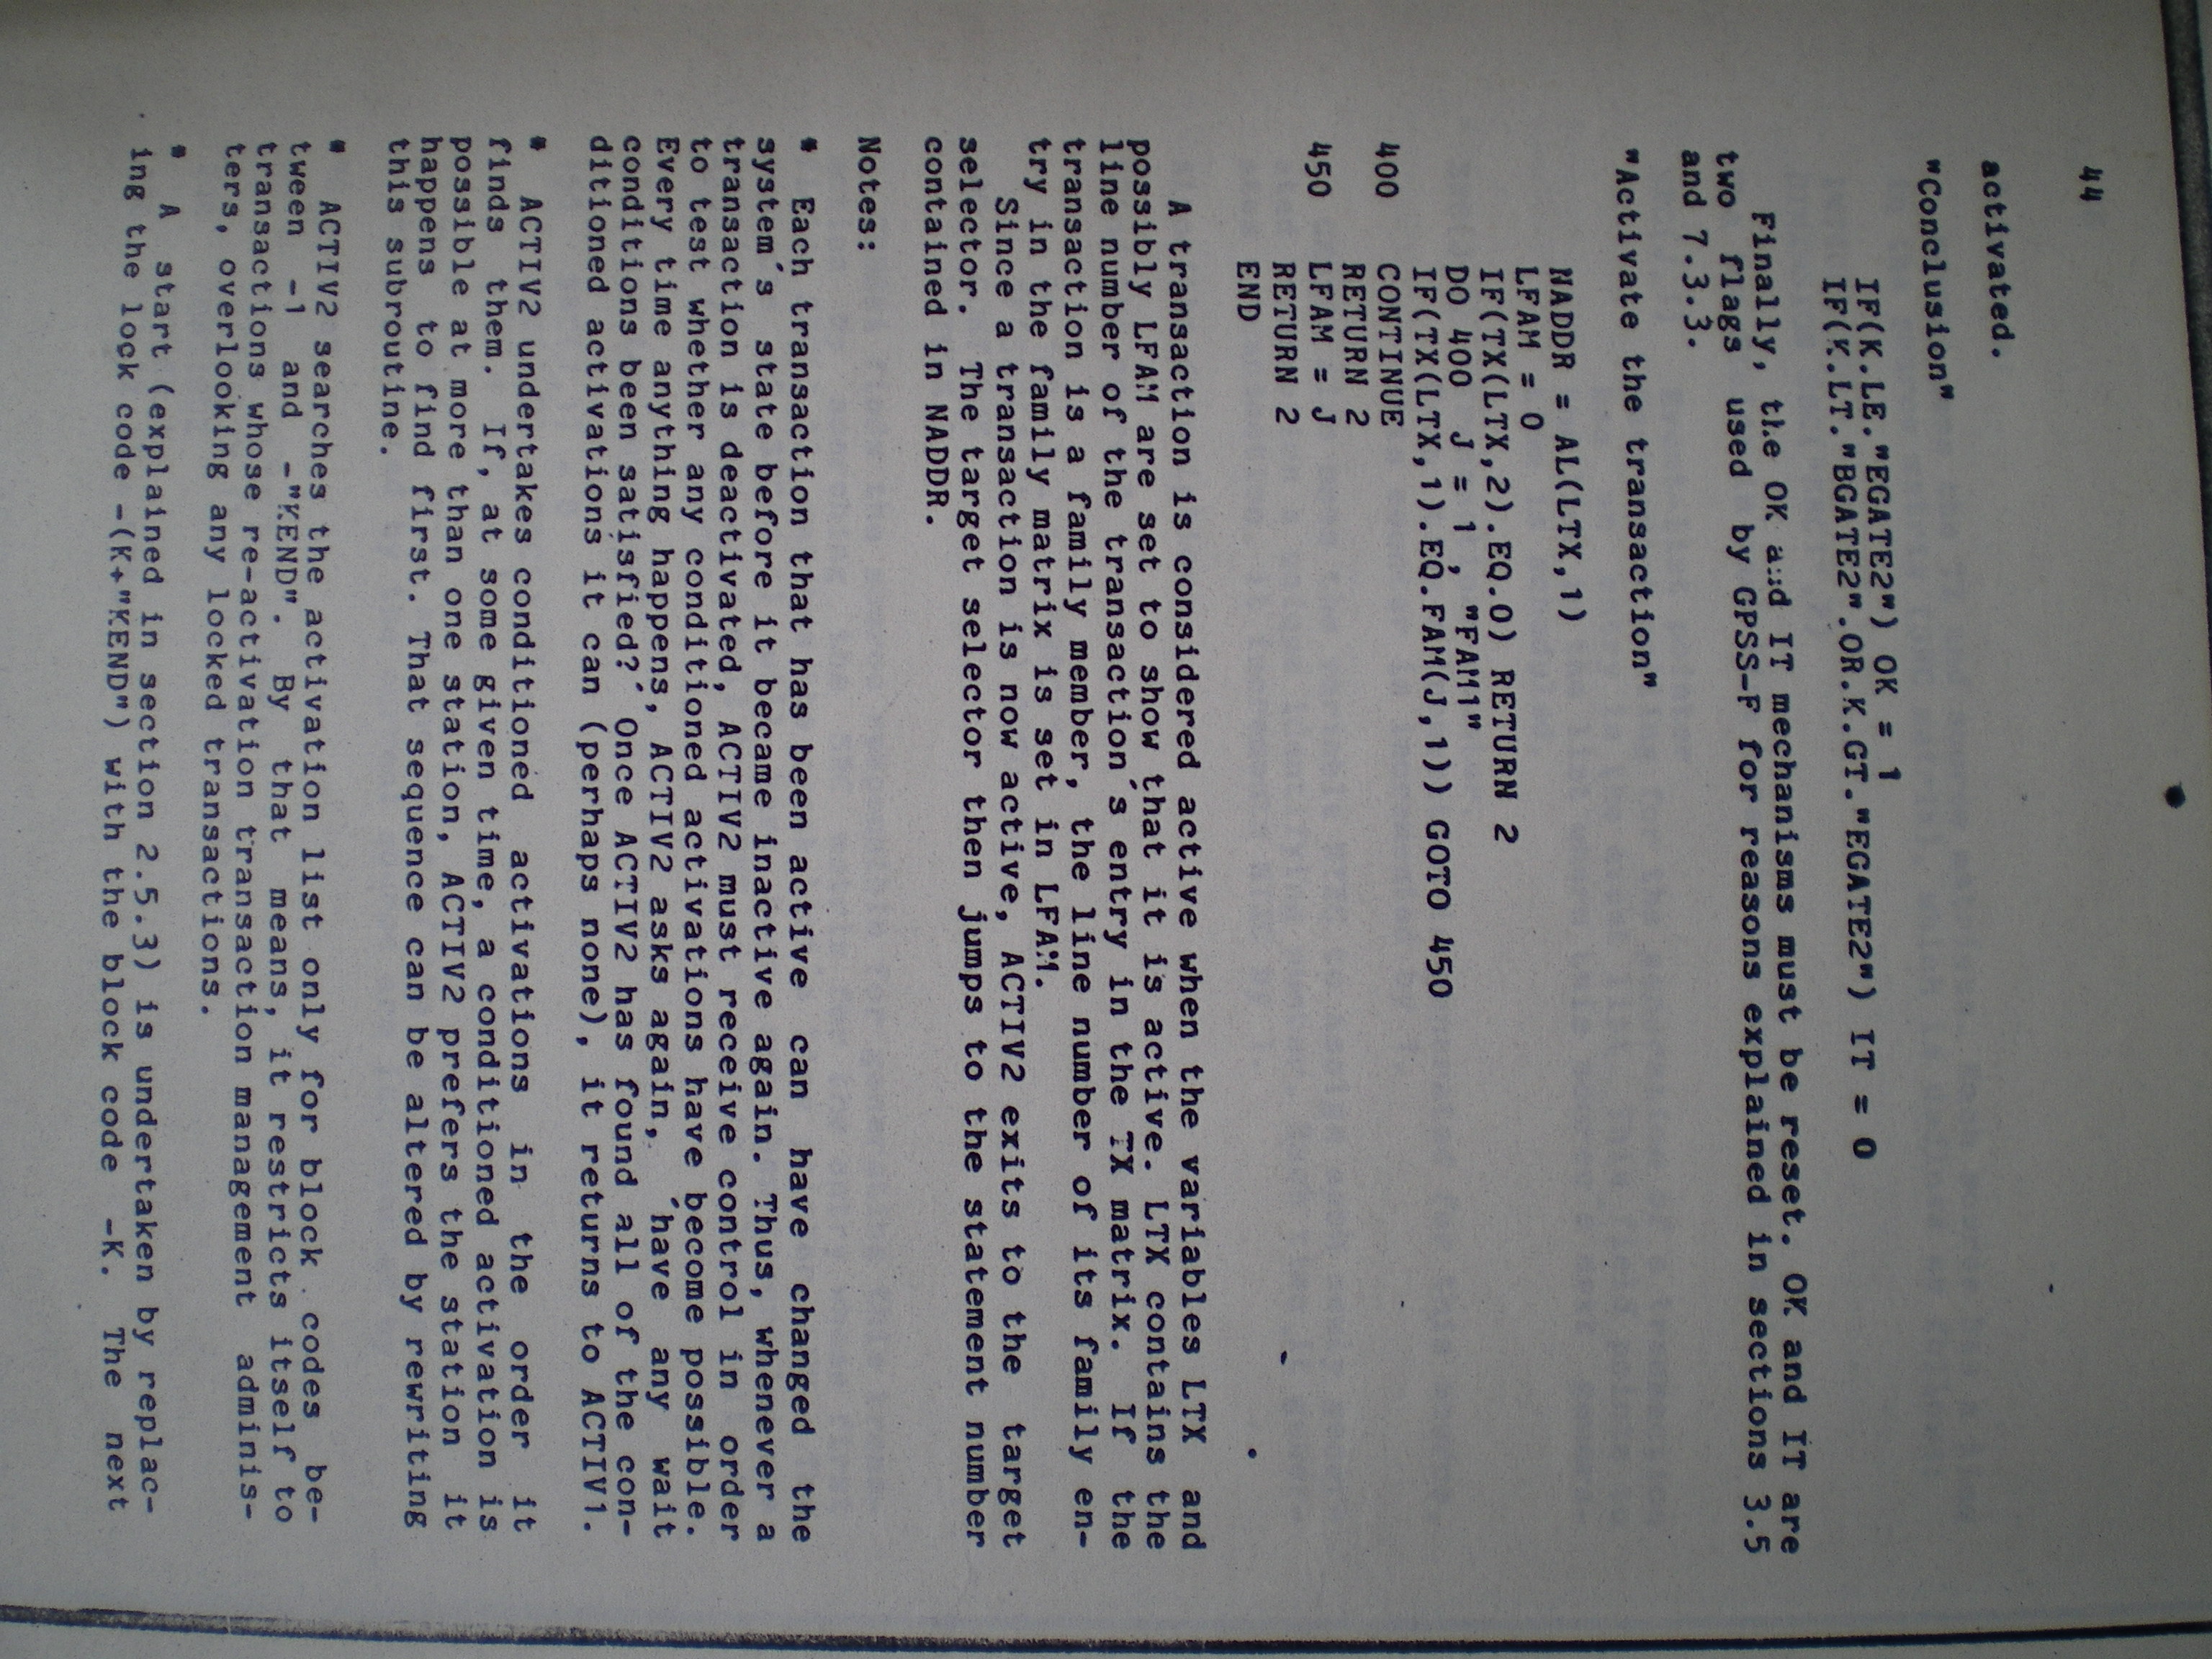 44
activated.
"Conclusion"
IF(K.LE."EGATE2") OK = 1
IF(K.LT."BGATE2".OR.K.GT."EGATE2") IT = 0
Finally, the OK and IT mechanisms must be reset. OK and IT are
two flags used by GPSS-F for reasons explained in sections 3.5
and 7.3.3.
"Activate the transaction"
NADDR = AL(LTX,1)
LFAM = 0
IF(TX(LTX,2).EQ.0) RETURN 2
DO 400 J = 1, "FAM1"
IF(TX(LTX,1).EQ.FAM(J,1)) GOTO 450
400 CONTINUE
RETURN 2
450 LFAM = J
RETURN 2
END
A transaction is considered active when the variables LTX and
possibly LFAM are set to show that it is active. LTX contains the
line number of the transaction´s entry in the TX matrix. If the
transaction is a family member, the line number of its family en-
try in the family matrix is set in LFAM.
Since a transaction is now active, ACTIV2 exits to the target
selector. The target selector then jumps to the statement number
contained in NADDR.
Notes:
* Each transaction that has been active can have changed the
system´s state before it became inactive again. Thus, whenever a
transaction is deactivated, ACTIV2 must receive control in order
to test whether any conditioned activations have become possible.
Every time anything happens, ACTIV2 asks again, ´have any wait
conditions been satisfied?´ Once ACTIV2 has found all of the con-
ditioned activations it can (perhaps none), it returns to ACTIV1.
* ACTIV2 undertakes conditioned activations in the order it
finds them. If, at some given time, a conditioned activation is
possible at more than one station, ACTIV2 prefers the station it
happens to find first. That sequence can be altered by rewriting
this subroutine.
* ACTIV2 searches the activation list only for block codes be-
tween -1 and -"KEND". By that means, it restricts itself to
transactions whose re-activation transaction management adminis-
ters, overlooking any locked transactions.
* A start (explained in section 2.5.3) is undertaken by replac-
ing the lock code -(K+"KEND") with the block code -K. The next